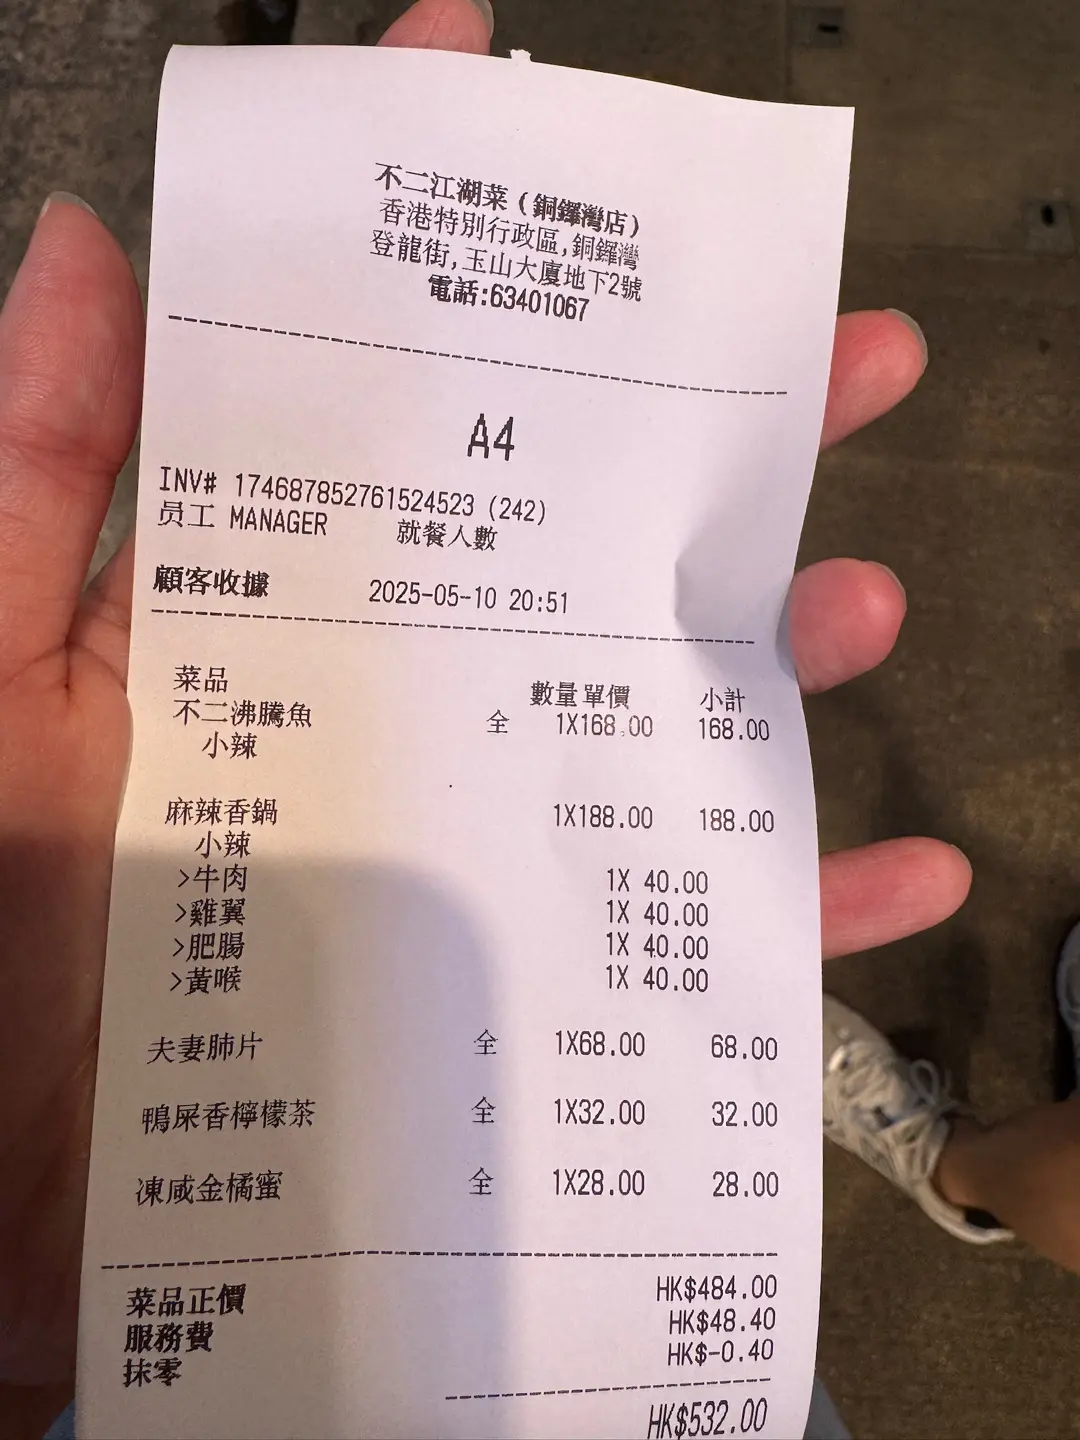 不二江湖菜(銅鑼灣店)
香港特別行政區,銅鑼灣
登龍街,玉山大廈地下2號
電話:63401067
A4
INV# 174687852761524523 (242)
员工 MANAGER 就餐人數
顧客收據 2025-05-10 20:51
菜品 數量單價 小計
不二沸騰魚 全 1X168.00 168.00
小辣
麻辣香鍋 1X188.00 188.00
小辣
>牛肉 1X 40.00
>雞翼 1X 40.00
>肥腸 1X 40.00
>黃喉 1X 40.00
夫妻肺片 全 1X68.00 68.00
鴨屎香檸檬茶 全 1X32.00 32.00
凍咸金橘蜜 全 1X28.00 28.00
菜品正價 HK$484.00
服務費 HK$48.40
抹零 HK$-0.40
HK$532.00